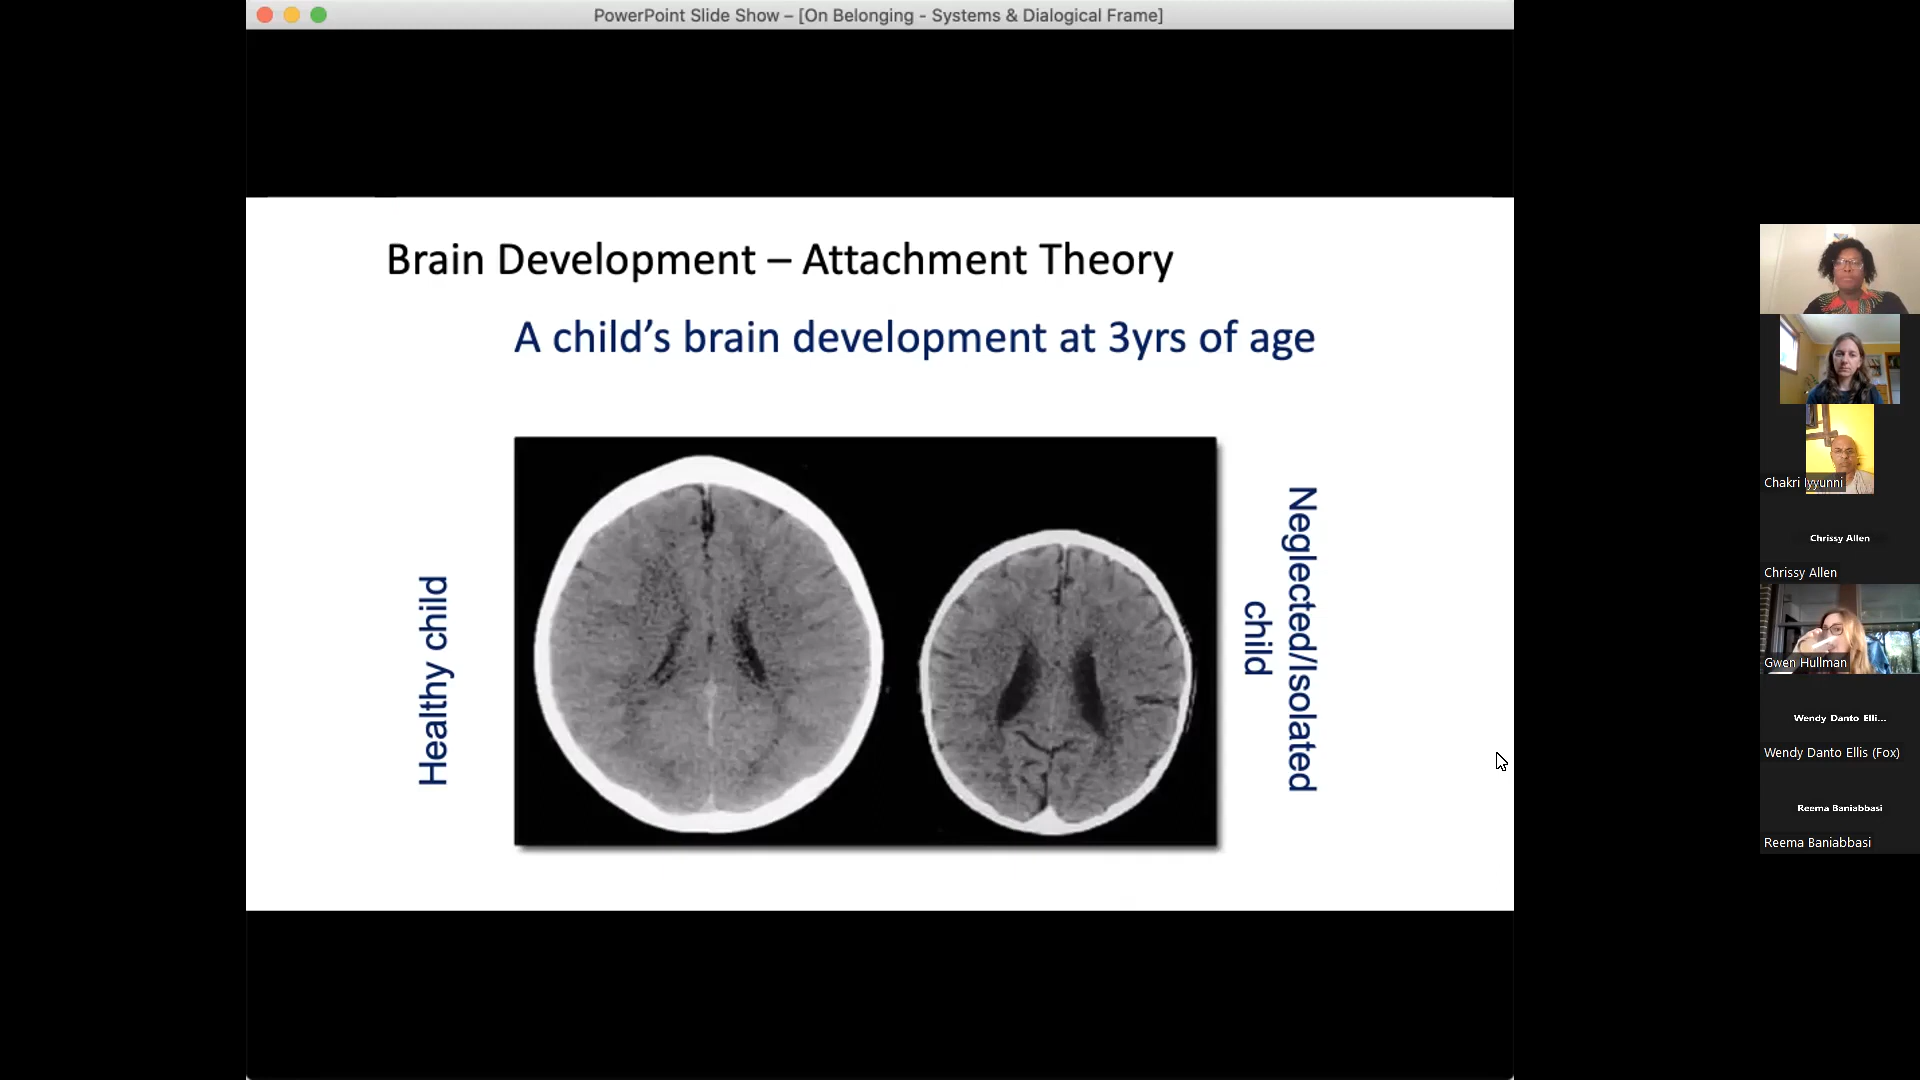 PowerPoint Slide Show – [On Belonging - Systems & Dialogical Frame]
Brain Development – Attachment Theory
A child’s brain development at 3yrs of age
Healthy child
Neglected/Isolated
child
Chakri Iyyunni
Chrissy Allen
Chrissy Allen
Gwen Hullman
Wendy Danto Elli...
Wendy Danto Ellis (Fox)
Reema Baniabbasi
Reema Baniabbasi